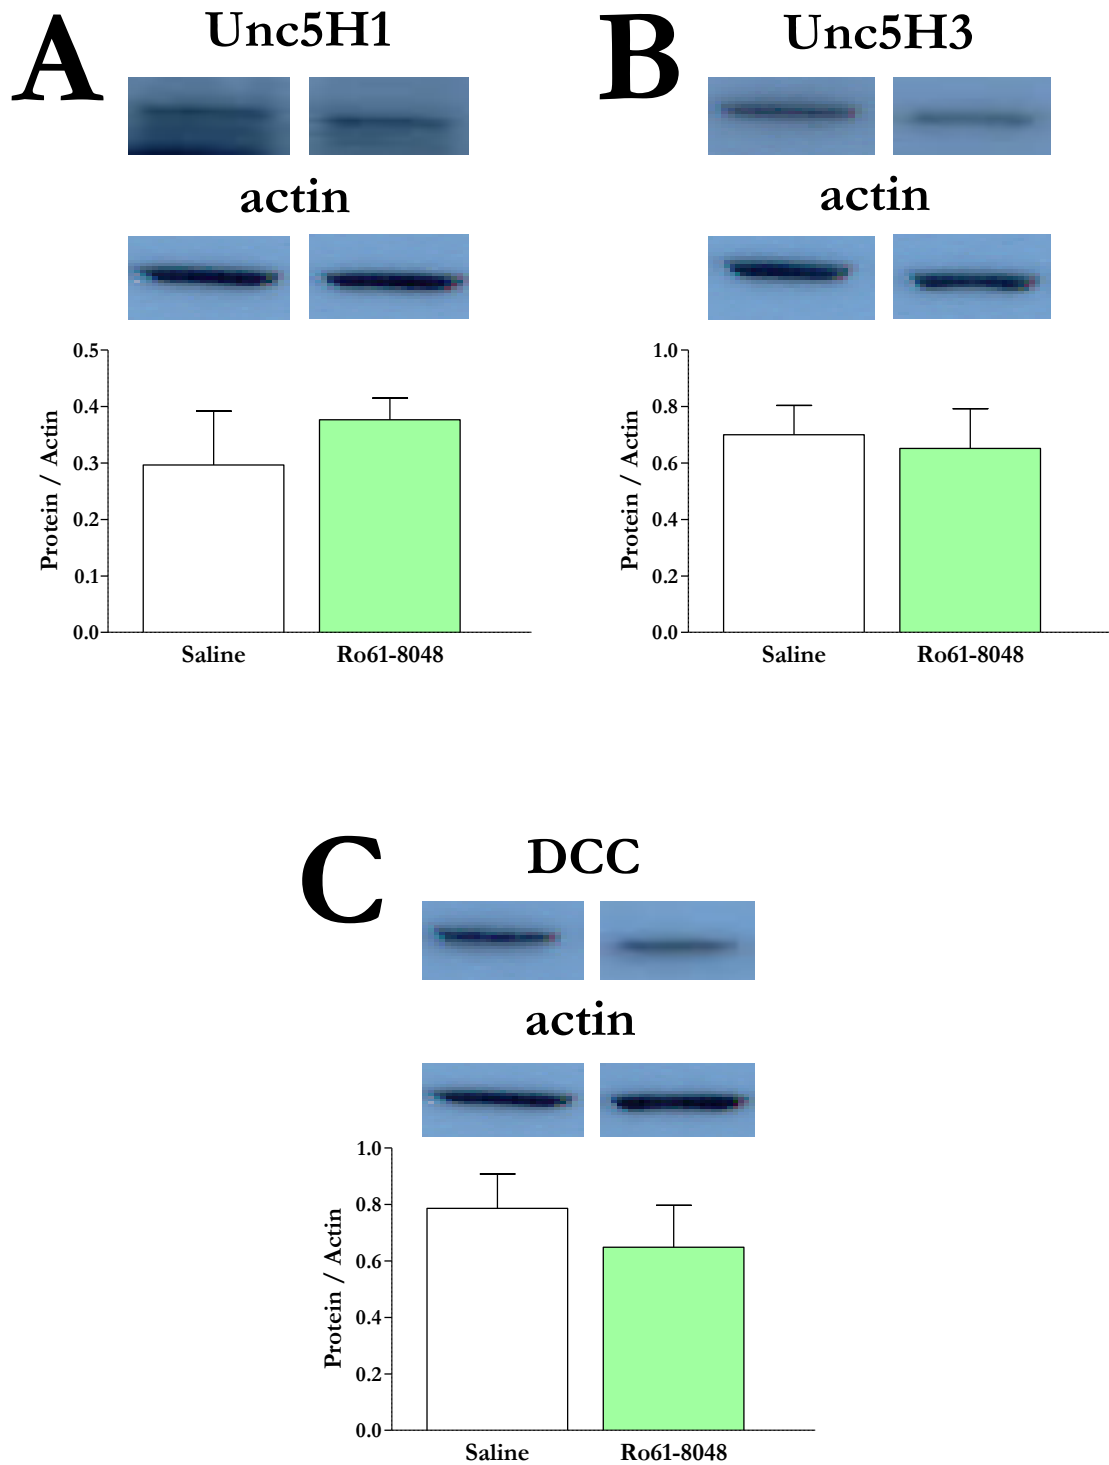 A
Unc5H1
actin
0.5
0.4
0.3
0.2
0.1
0.0
Protein / Actin
Saline Ro61-8048
B
Unc5H3
actin
1.0
0.8
0.6
0.4
0.2
0.0
Protein / Actin
Saline Ro61-8048
C
DCC
actin
1.0
0.8
0.6
0.4
0.2
0.0
Protein / Actin
Saline Ro61-8048